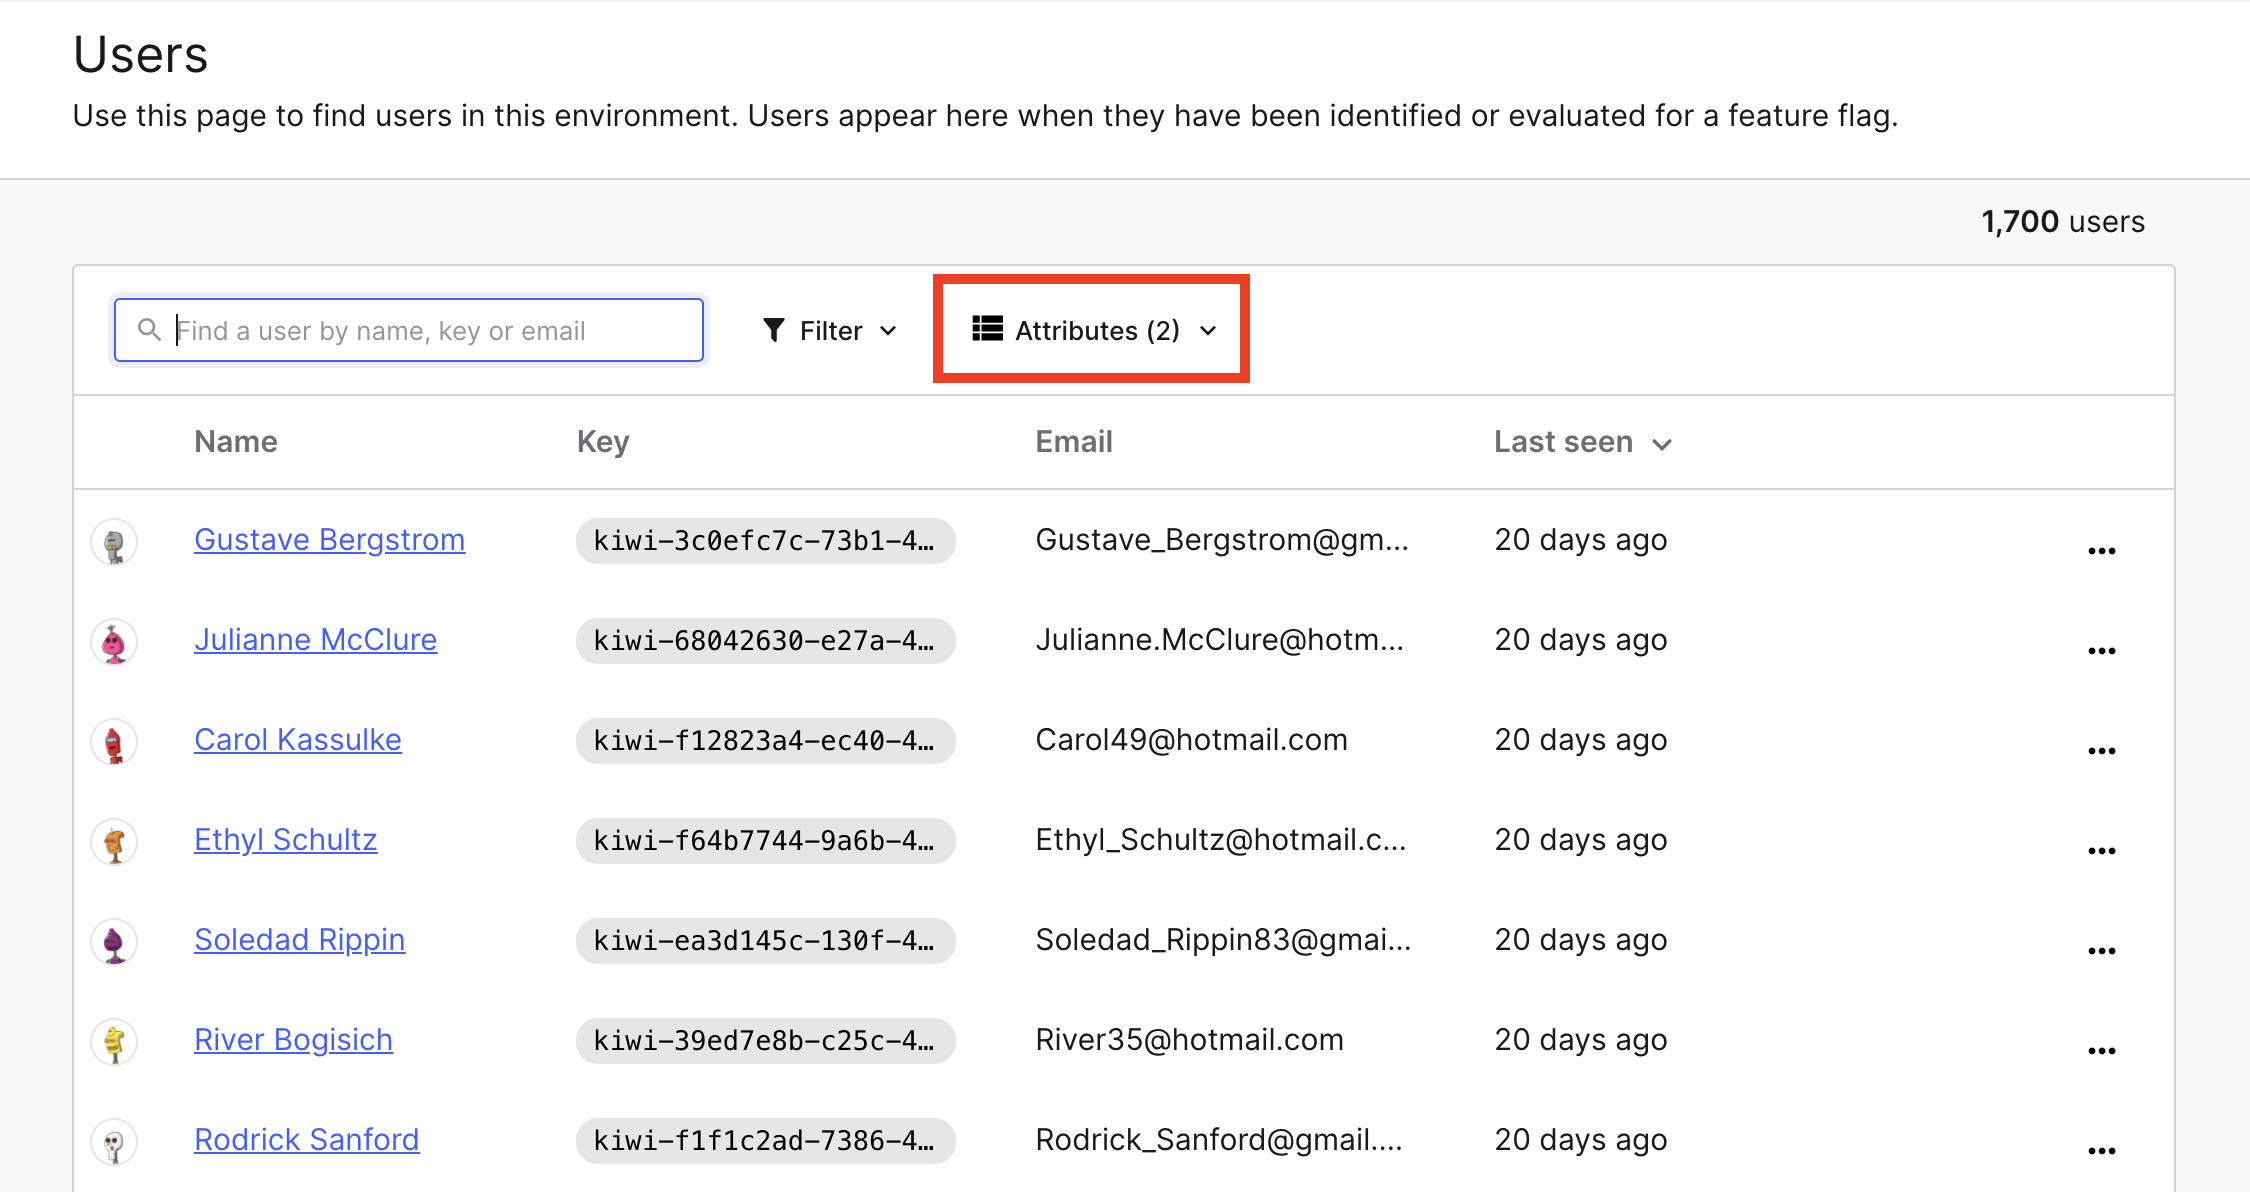 Users
Use this page to find users in this environment. Users appear here when they have been identified or evaluated for a feature flag.
1,700 users
Find a user by name, key or email Filter Attributes (2)
Name Key Email Last seen
Gustave Bergstrom kiwi-3c0efc7c-73b1-4… Gustave_Bergstrom@gm...
20 days ago
Julianne McClure kiwi-68042630-e27a-4… Julianne.McClure@hotm... 20 days ago
Carol Kassulke kiwi-f12823a4-ec40-4… Carol49@hotmail.com 20 days ago
Ethyl Schultz kiwi-f64b7744-9a6b-4… Ethyl_Schultz@hotmail.c... 20 days ago
Soledad Rippin kiwi-ea3d145c-130f-4… Soledad_Rippin83@gmai... 20 days ago
River Bogisich kiwi-39ed7e8b-c25c-4… River35@hotmail.com 20 days ago
Rodrick Sanford kiwi-f1f1c2ad-7386-4… Rodrick_Sanford@gmail.... 20 days ago